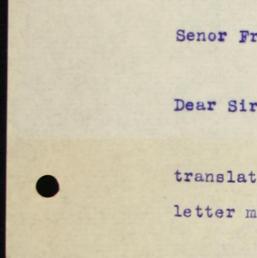 Senor Fr
Dear Sir
translat
letter m